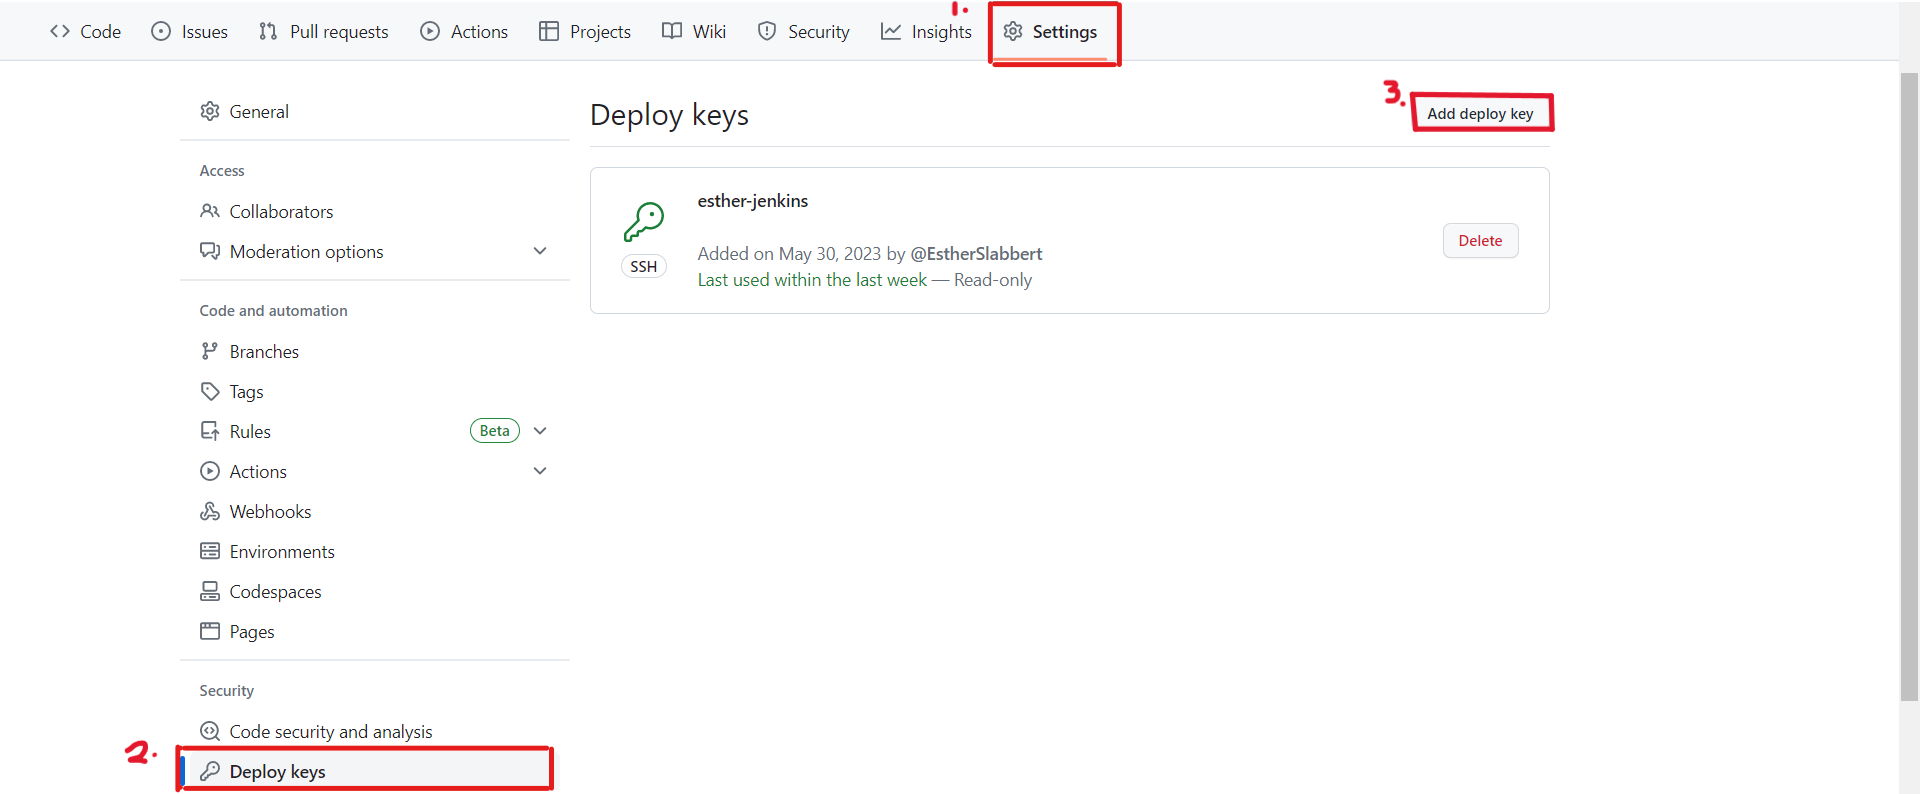 1.
Code Issues Pull requests Actions Projects Wiki Security Insights Settings
General
Access
Collaborators
Moderation options
Code and automation
Branches
Tags
Rules Beta
Actions
Webhooks
Environments
Codespaces
Pages
Security
Code security and analysis
2.
Deploy keys
Deploy keys
3.
Add deploy key
esther-jenkins
SSH
Added on May 30, 2023 by @EstherSlabbert
Last used within the last week — Read-only
Delete